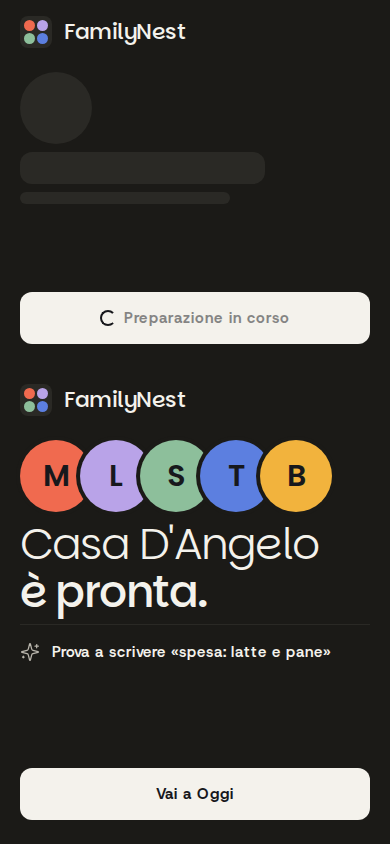 FamilyNest
Preparazione in corso
FamilyNest
M L S T B
Casa D'Angelo
è pronta.
Prova a scrivere «spesa: latte e pane»
Vai a Oggi